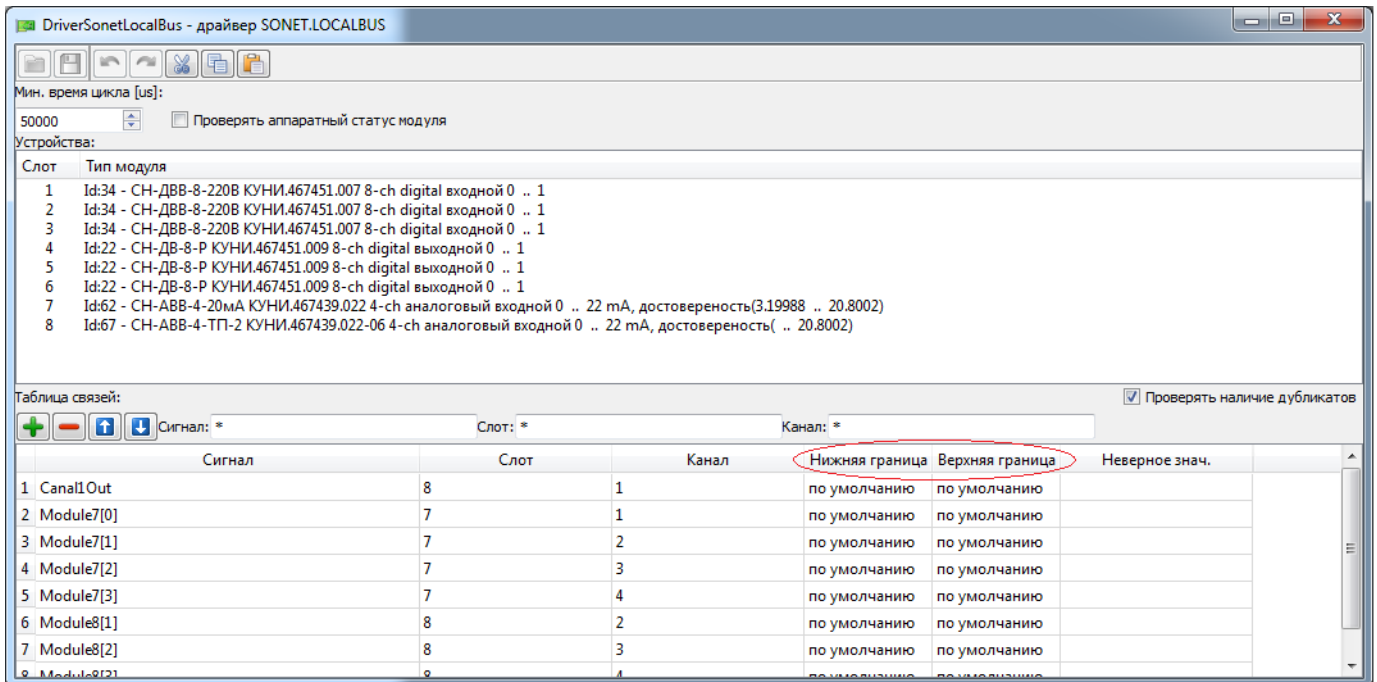 DriverSonetLocalBus - драйвер SONET.LOCALBUS
Мин. время цикла [us]:
50000 Проверять аппаратный статус модуля
Устройства:
Слот Тип модуля
1 Id:34 - СН-ДВВ-8-220В КУНИ.467451.007 8-ch digital входной 0 .. 1
2 Id:34 - СН-ДВВ-8-220В КУНИ.467451.007 8-ch digital входной 0 .. 1
3 Id:34 - СН-ДВВ-8-220В КУНИ.467451.007 8-ch digital входной 0 .. 1
4 Id:22 - СН-ДВ-8-Р КУНИ.467451.009 8-ch digital выходной 0 .. 1
5 Id:22 - СН-ДВ-8-Р КУНИ.467451.009 8-ch digital выходной 0 .. 1
6 Id:22 - СН-ДВ-8-Р КУНИ.467451.009 8-ch digital выходной 0 .. 1
7 Id:62 - СН-АВВ-4-20мА КУНИ.467439.022 4-ch аналоговый входной 0 .. 22 mA, достовереность(3.19988 .. 20.8002)
8 Id:67 - СН-АВВ-4-ТП-2 КУНИ.467439.022-06 4-ch аналоговый входной 0 .. 22 mA, достовереность( .. 20.8002)
Таблица связей: Проверять наличие дубликатов
Сигнал: * Слот: * Канал: *
Сигнал Слот Канал Нижняя граница Верхняя граница Неверное знач.
1 Canal1Out 8 1 по умолчанию по умолчанию
2 Module7[0] 7 1 по умолчанию по умолчанию
3 Module7[1] 7 2 по умолчанию по умолчанию
4 Module7[2] 7 3 по умолчанию по умолчанию
5 Module7[3] 7 4 по умолчанию по умолчанию
6 Module8[1] 8 2 по умолчанию по умолчанию
7 Module8[2] 8 3 по умолчанию по умолчанию
8 Module8[3] 8 4 по умолчанию по умолчанию